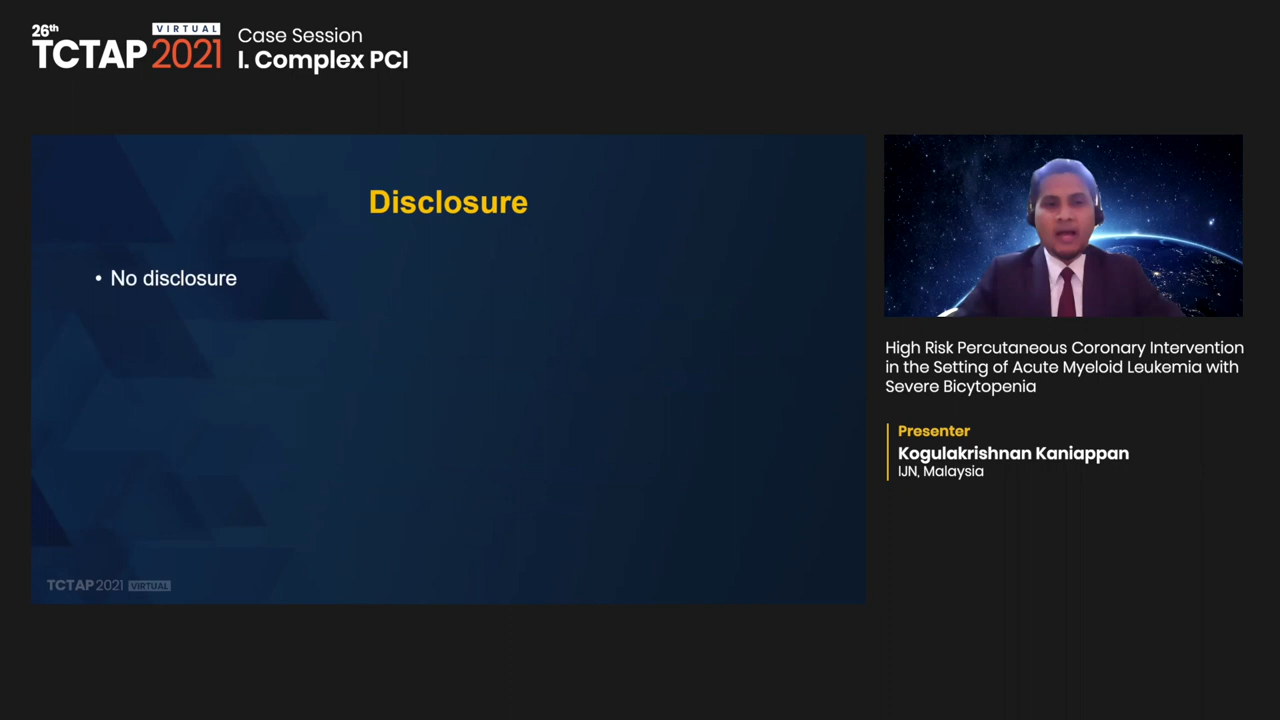 26th
VIRTUAL
TCTAP 2021
Case Session
I. Complex PCI
Disclosure
• No disclosure
TCTAP 2021 VIRTUAL
High Risk Percutaneous Coronary Intervention
in the Setting of Acute Myeloid Leukemia with
Severe Bicytopenia
Presenter
Kogulakrishnan Kaniappan
IJN, Malaysia